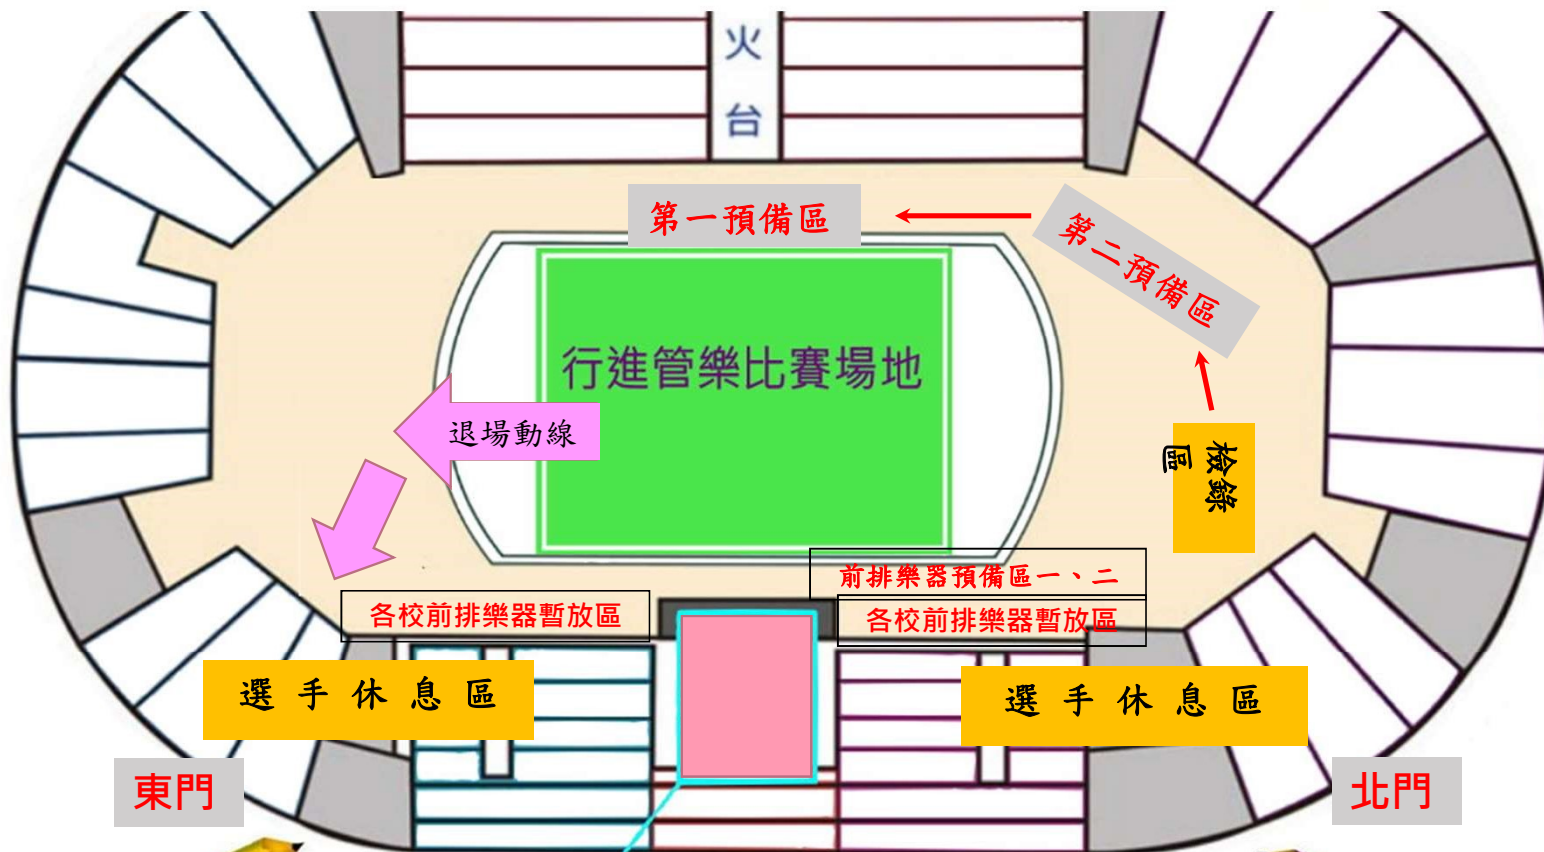 火
台
第一預備區
第二預備區
行進管樂比賽場地
退場動線
檢錄
區
前排樂器預備區一、二
各校前排樂器暫放區
各校前排樂器暫放區
選手休息區
選手休息區
東門
北門